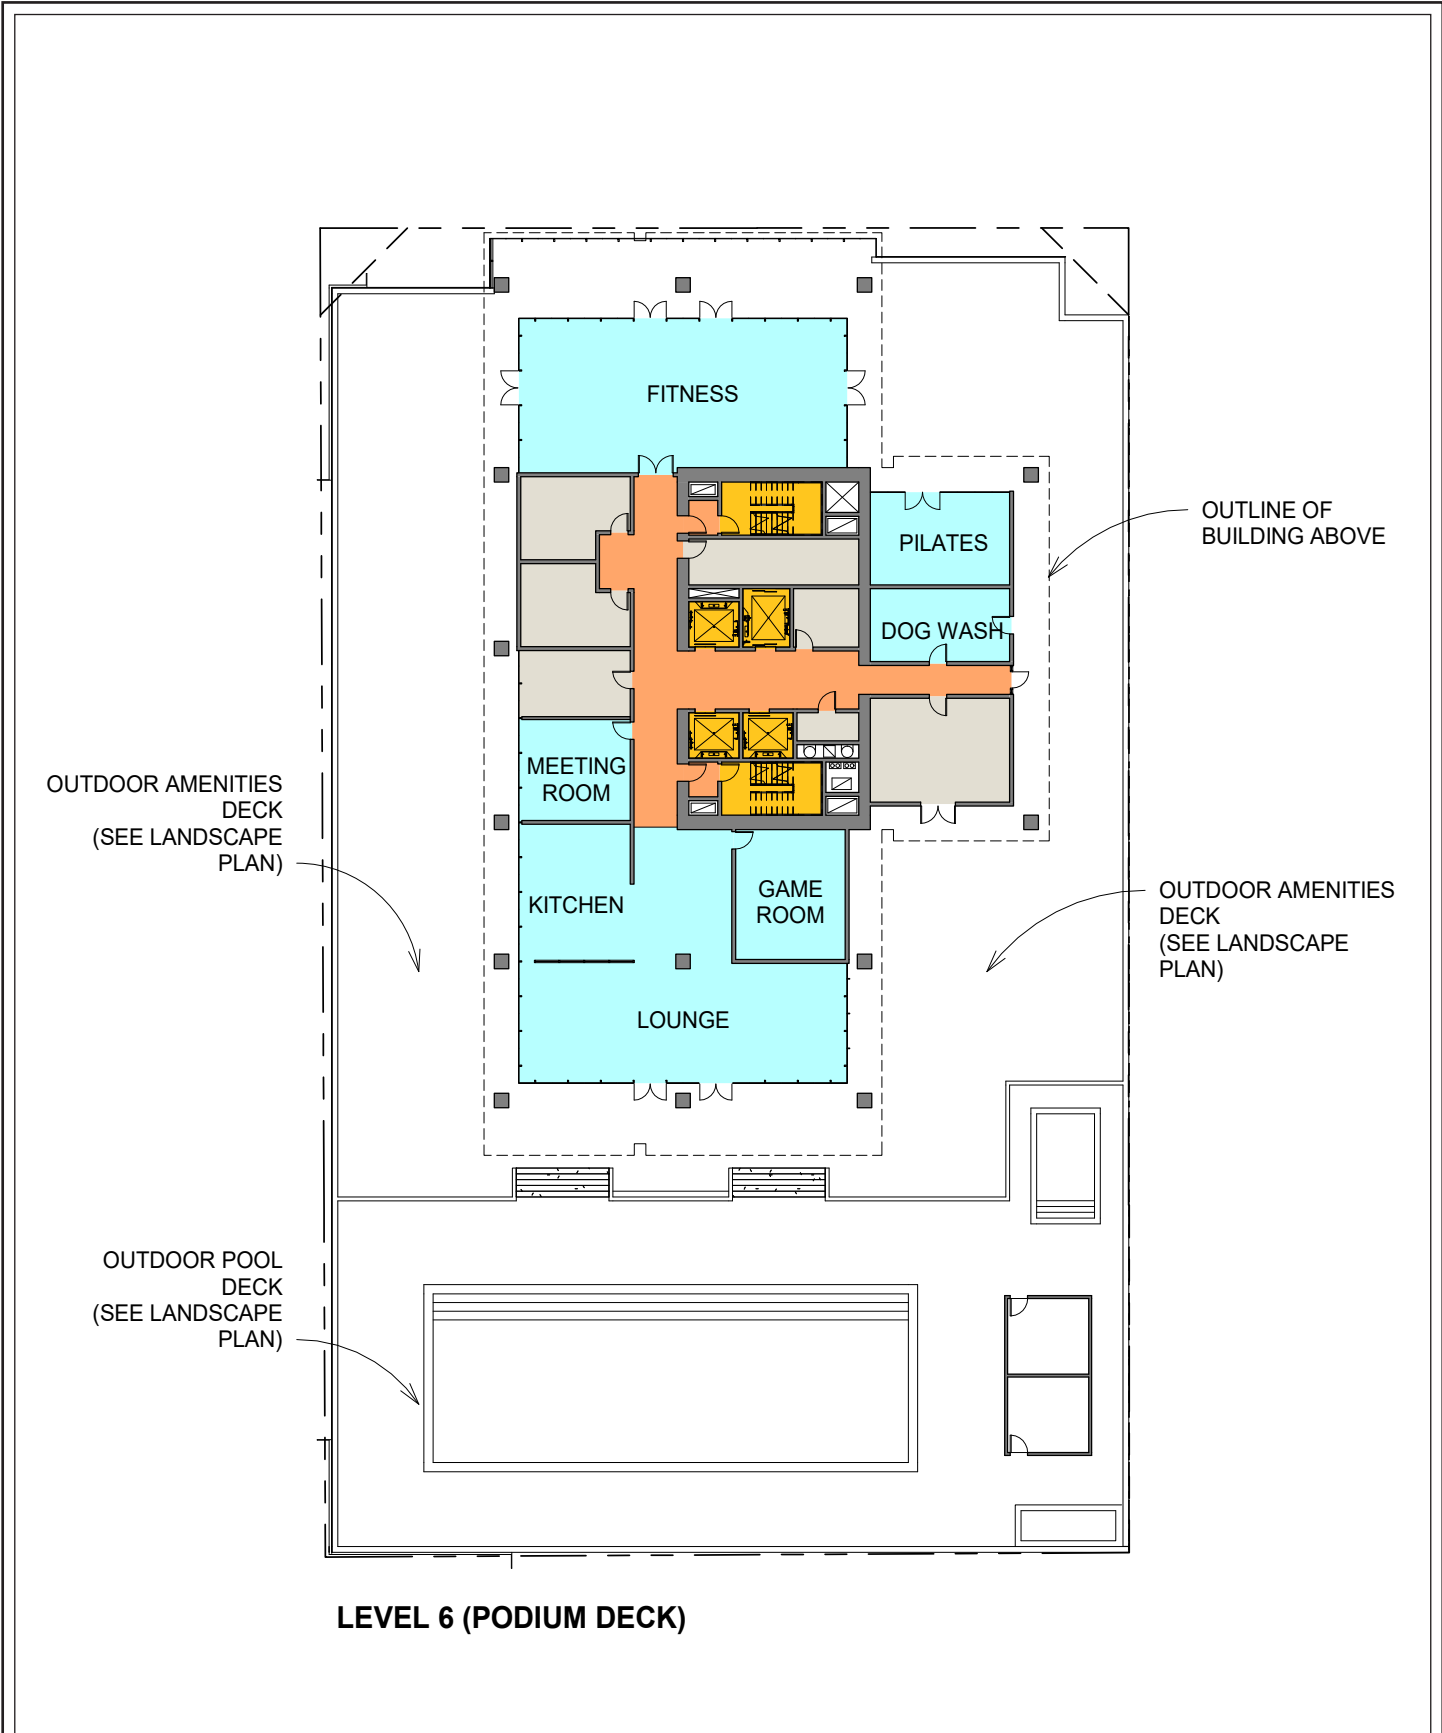 FITNESS
OUTLINE OF
BUILDING ABOVE
PILATES
DOG WASH
MEETING
ROOM
OUTDOOR AMENITIES
DECK
(SEE LANDSCAPE
PLAN)
KITCHEN
GAME
ROOM
OUTDOOR AMENITIES
DECK
(SEE LANDSCAPE
PLAN)
LOUNGE
OUTDOOR POOL
DECK
(SEE LANDSCAPE
PLAN)
LEVEL 6 (PODIUM DECK)